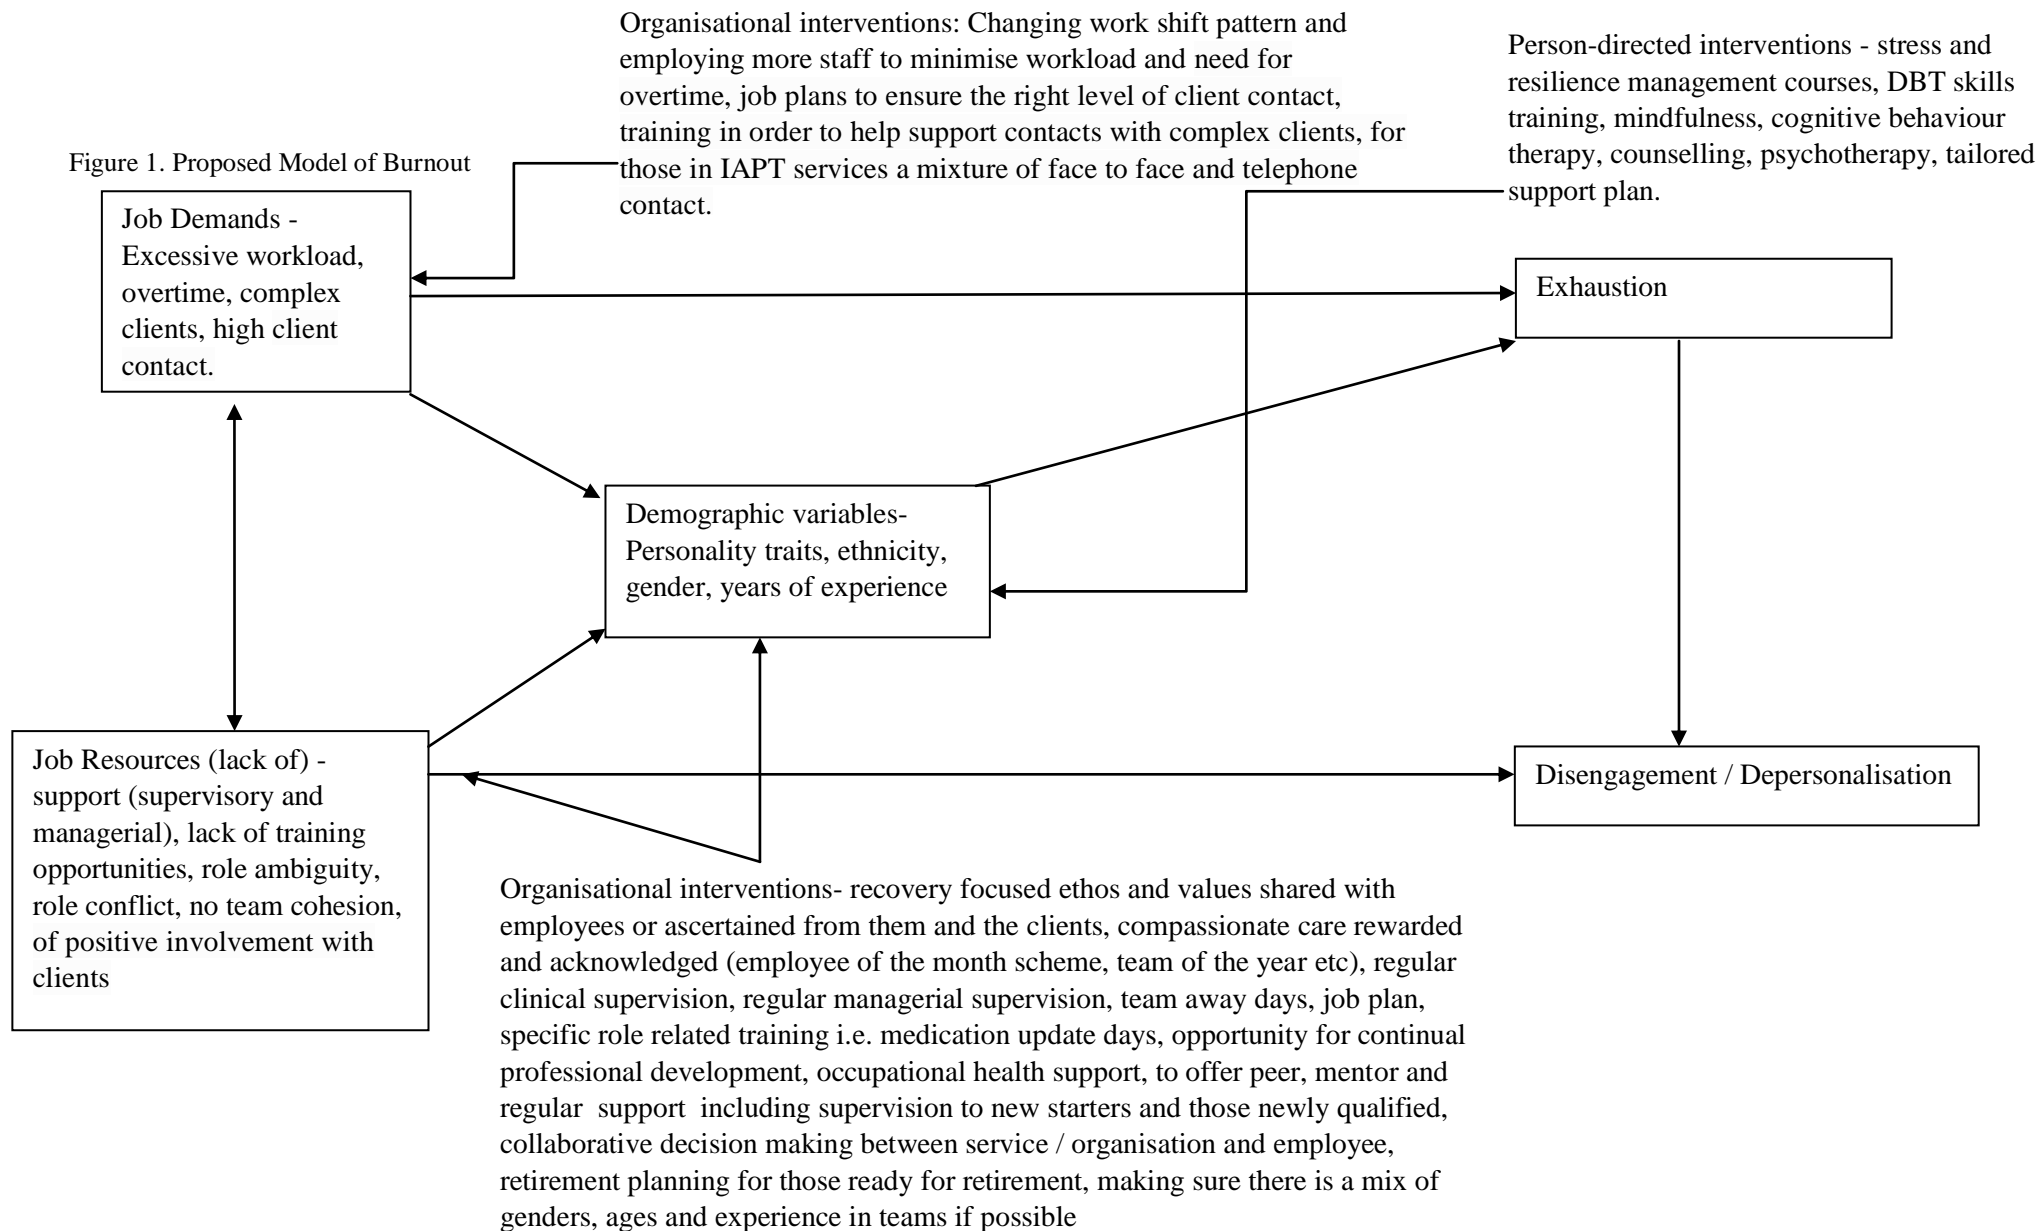 Organisational interventions: Changing work shift pattern and
employing more staff to minimise workload and need for
overtime, job plans to ensure the right level of client contact,
training in order to help support contacts with complex clients, for
those in IAPT services a mixture of face to face and telephone
contact.
Person-directed interventions - stress and
resilience management courses, DBT skills
training, mindfulness, cognitive behaviour
therapy, counselling, psychotherapy, tailored
support plan.
Figure 1. Proposed Model of Burnout
Job Demands -
Excessive workload,
overtime, complex
clients, high client
contact.
Exhaustion
Demographic variables-
Personality traits, ethnicity,
gender, years of experience
Job Resources (lack of) -
support (supervisory and
managerial), lack of training
opportunities, role ambiguity,
role conflict, no team cohesion,
of positive involvement with
clients
Disengagement / Depersonalisation
Organisational interventions- recovery focused ethos and values shared with
employees or ascertained from them and the clients, compassionate care rewarded
and acknowledged (employee of the month scheme, team of the year etc), regular
clinical supervision, regular managerial supervision, team away days, job plan,
specific role related training i.e. medication update days, opportunity for continual
professional development, occupational health support, to offer peer, mentor and
regular  support  including supervision to new starters and those newly qualified,
collaborative decision making between service / organisation and employee,
retirement planning for those ready for retirement, making sure there is a mix of
genders, ages and experience in teams if possible